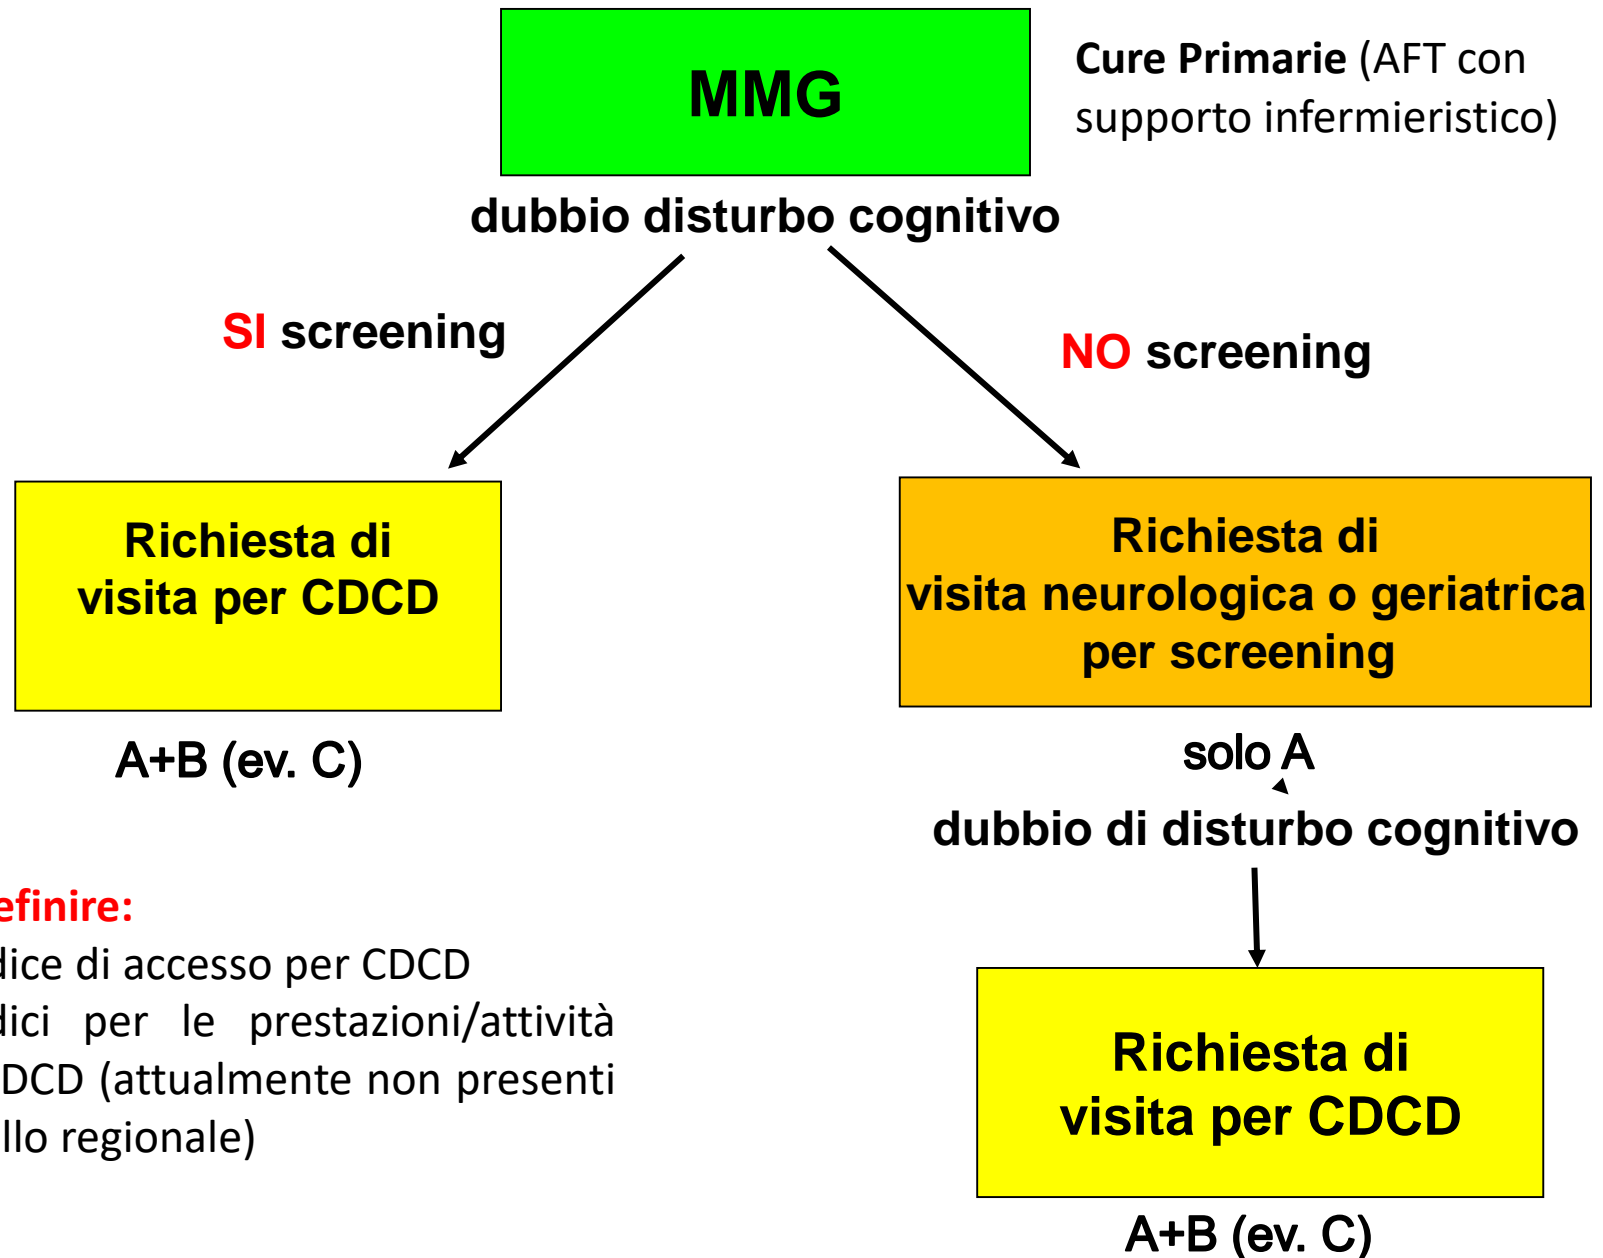 MMG
Cure Primarie (AFT con
supporto infermieristico)
dubbio disturbo cognitivo
SI screening
NO screening
Richiesta di
visita per CDCD
Richiesta di
visita neurologica o geriatrica
per screening
A+B (ev. C)
solo A
dubbio di disturbo cognitivo
efinire:
dice di accesso per CDCD
dici per le prestazioni/attività
DCD (attualmente non presenti
llo regionale)
Richiesta di
visita per CDCD
A+B (ev. C)